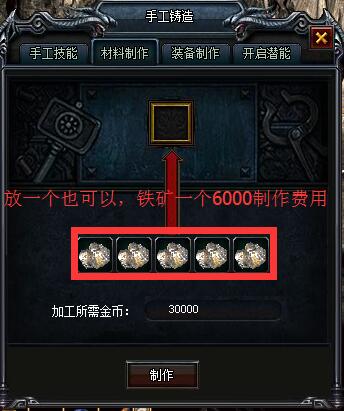 手工铸造
手工技能 材料制作 装备制作 开启潜能
放一个也可以，铁矿一个6000制作费用
加工所需金币： 30000
制作